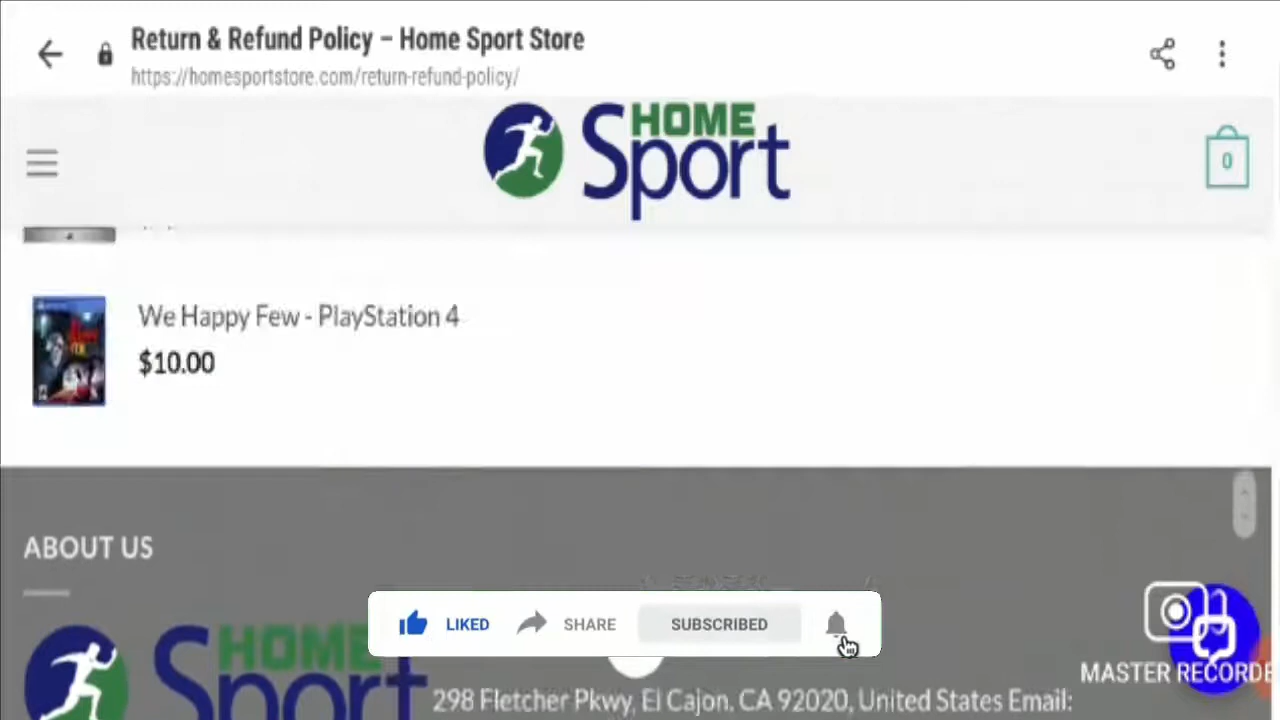 Return & Refund Policy – Home Sport Store
https://homesportstore.com/return-refund-policy/
HOME
Sport
0
We Happy Few - PlayStation 4
$10.00
ABOUT US
LIKED SHARE SUBSCRIBED
HOME
Sport
MASTER RECORDE
298 Fletcher Pkwy, El Cajon, CA 92020, United States Email: